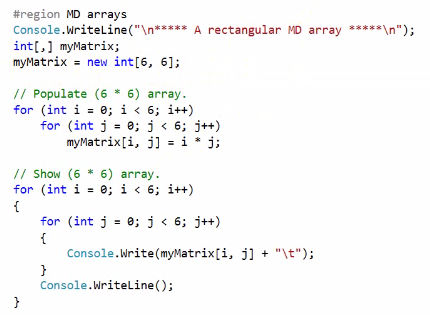 #region MD arrays
Console.WriteLine("\n***** A rectangular MD array *****\n");
int[,] myMatrix;
myMatrix = new int[6, 6];

// Populate (6 * 6) array.
for (int i = 0; i < 6; i++)
    for (int j = 0; j < 6; j++)
        myMatrix[i, j] = i * j;

// Show (6 * 6) array.
for (int i = 0; i < 6; i++)
{
    for (int j = 0; j < 6; j++)
    {
        Console.Write(myMatrix[i, j] + "\t");
    }
    Console.WriteLine();
}